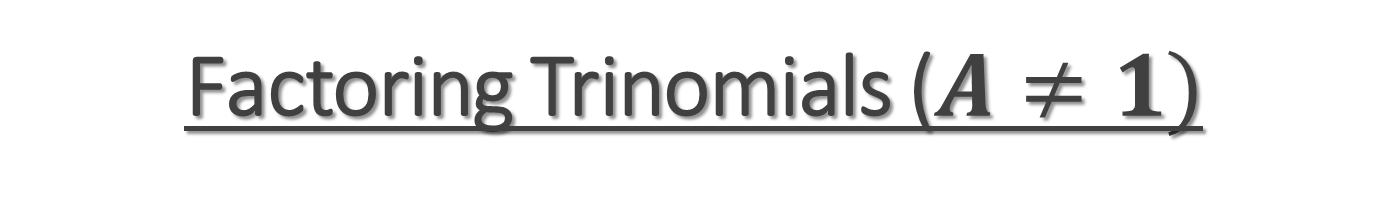 Factoring Trinomials (𝑨 ≠ 𝟏)